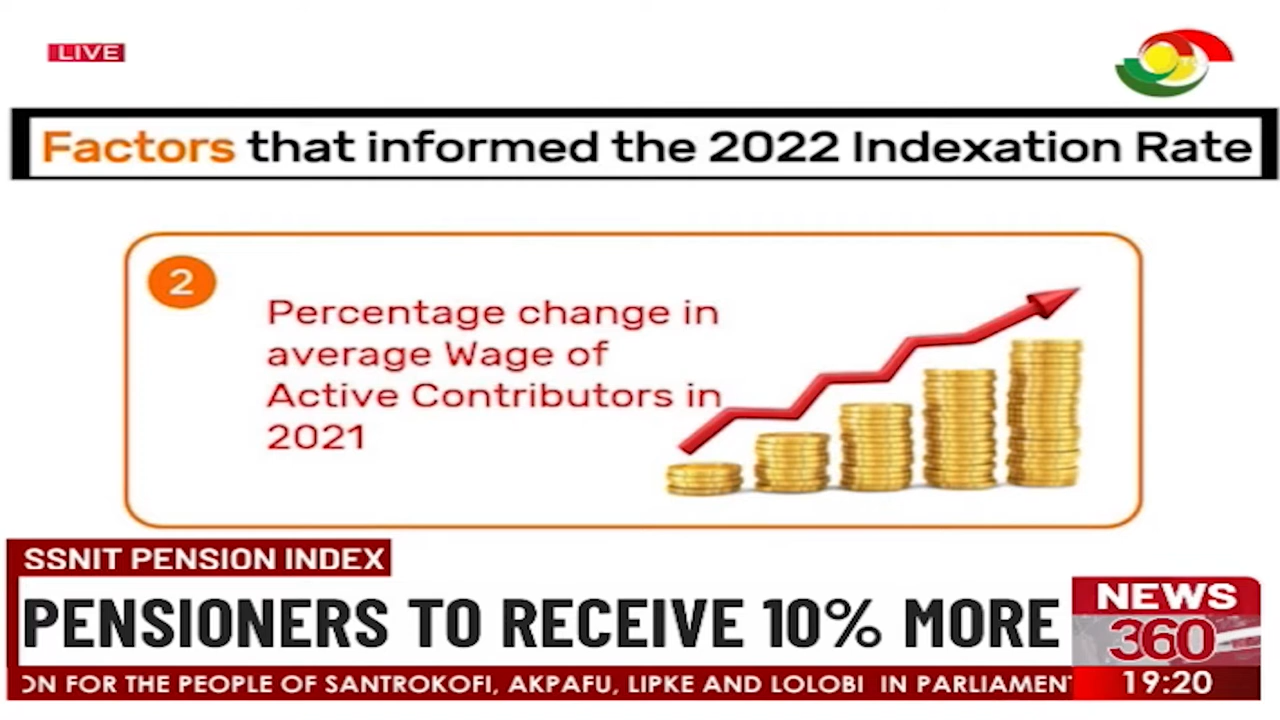 LIVE
Factors that informed the 2022 Indexation Rate
2
Percentage change in
average Wage of
Active Contributors in
2021
SSNIT PENSION INDEX
PENSIONERS TO RECEIVE 10% MORE
NEWS
360
FOR THE PEOPLE OF SANTROKOFI, AKPAFU, LIPKE AND LOLOBI IN PARLIAMENT
19:20